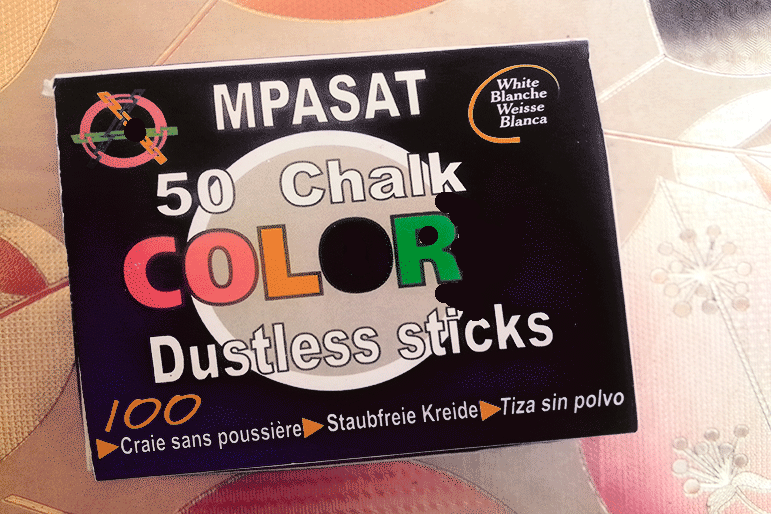 MPASAT
White
Blanche
Weisse
Blanca
50 Chalk
COLOR
Dustless sticks
100
Craie sans poussière Staubfreie Kreide Tiza sin polvo